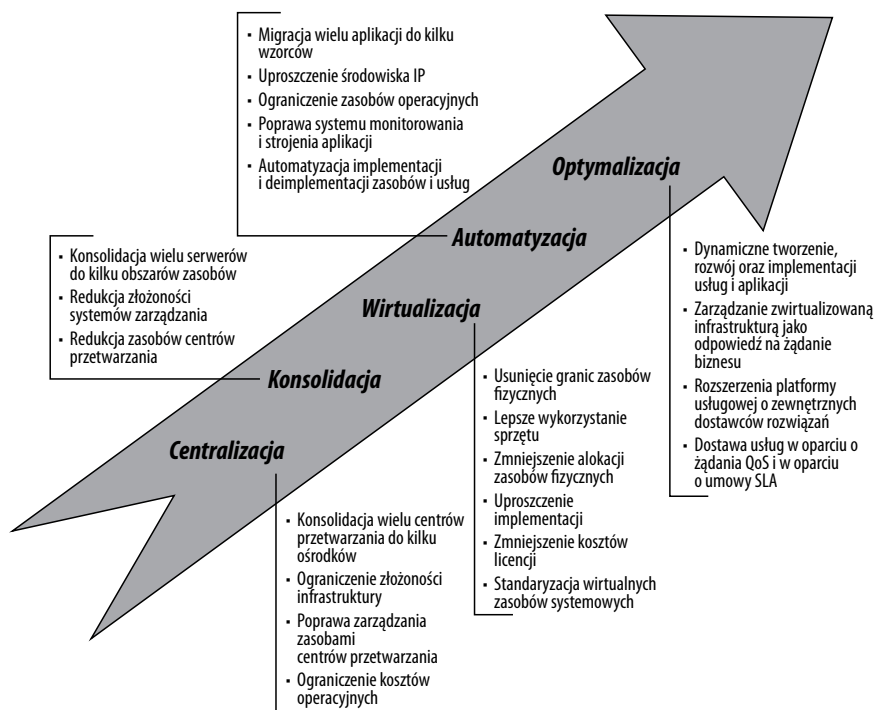 ▪ Migracja wielu aplikacji do kilku
wzorców
▪ Uproszczenie środowiska IP
▪ Ograniczenie zasobów operacyjnych
▪ Poprawa systemu monitorowania
i strojenia aplikacji
▪ Automatyzacja implementacji
i deimplementacji zasobów i usług
Optymalizacja
Automatyzacja
▪ Konsolidacja wielu serwerów
do kilku obszarów zasobów
▪ Redukcja złożoności
systemów zarządzania
▪ Redukcja zasobów centrów
przetwarzania
Wirtualizacja
Konsolidacja
Centralizacja
▪ Dynamiczne tworzenie,
rozwój oraz implementacji
usług i aplikacji
▪ Zarządzanie zwirtualizowaną
infrastrukturą jako
odpowiedź na żądanie
biznesu
▪ Rozszerzenia platformy
usługowej o zewnętrznych
dostawców rozwiązań
▪ Dostawa usług w oparciu o
żądania QoS i w oparciu
o umowy SLA
▪ Usunięcie granic zasobów
fizycznych
▪ Lepsze wykorzystanie
sprzętu
▪ Zmniejszenie alokacji
zasobów fizycznych
▪ Uproszczenie
implementacji
▪ Zmniejszenie kosztów
licencji
▪ Standaryzacja wirtualnych
zasobów systemowych
▪ Konsolidacja wielu centrów
przetwarzania do kilku
ośrodków
▪ Ograniczenie złożoności
infrastruktury
▪ Poprawa zarządzania
zasobami
centrów przetwarzania
▪ Ograniczenie kosztów
operacyjnych